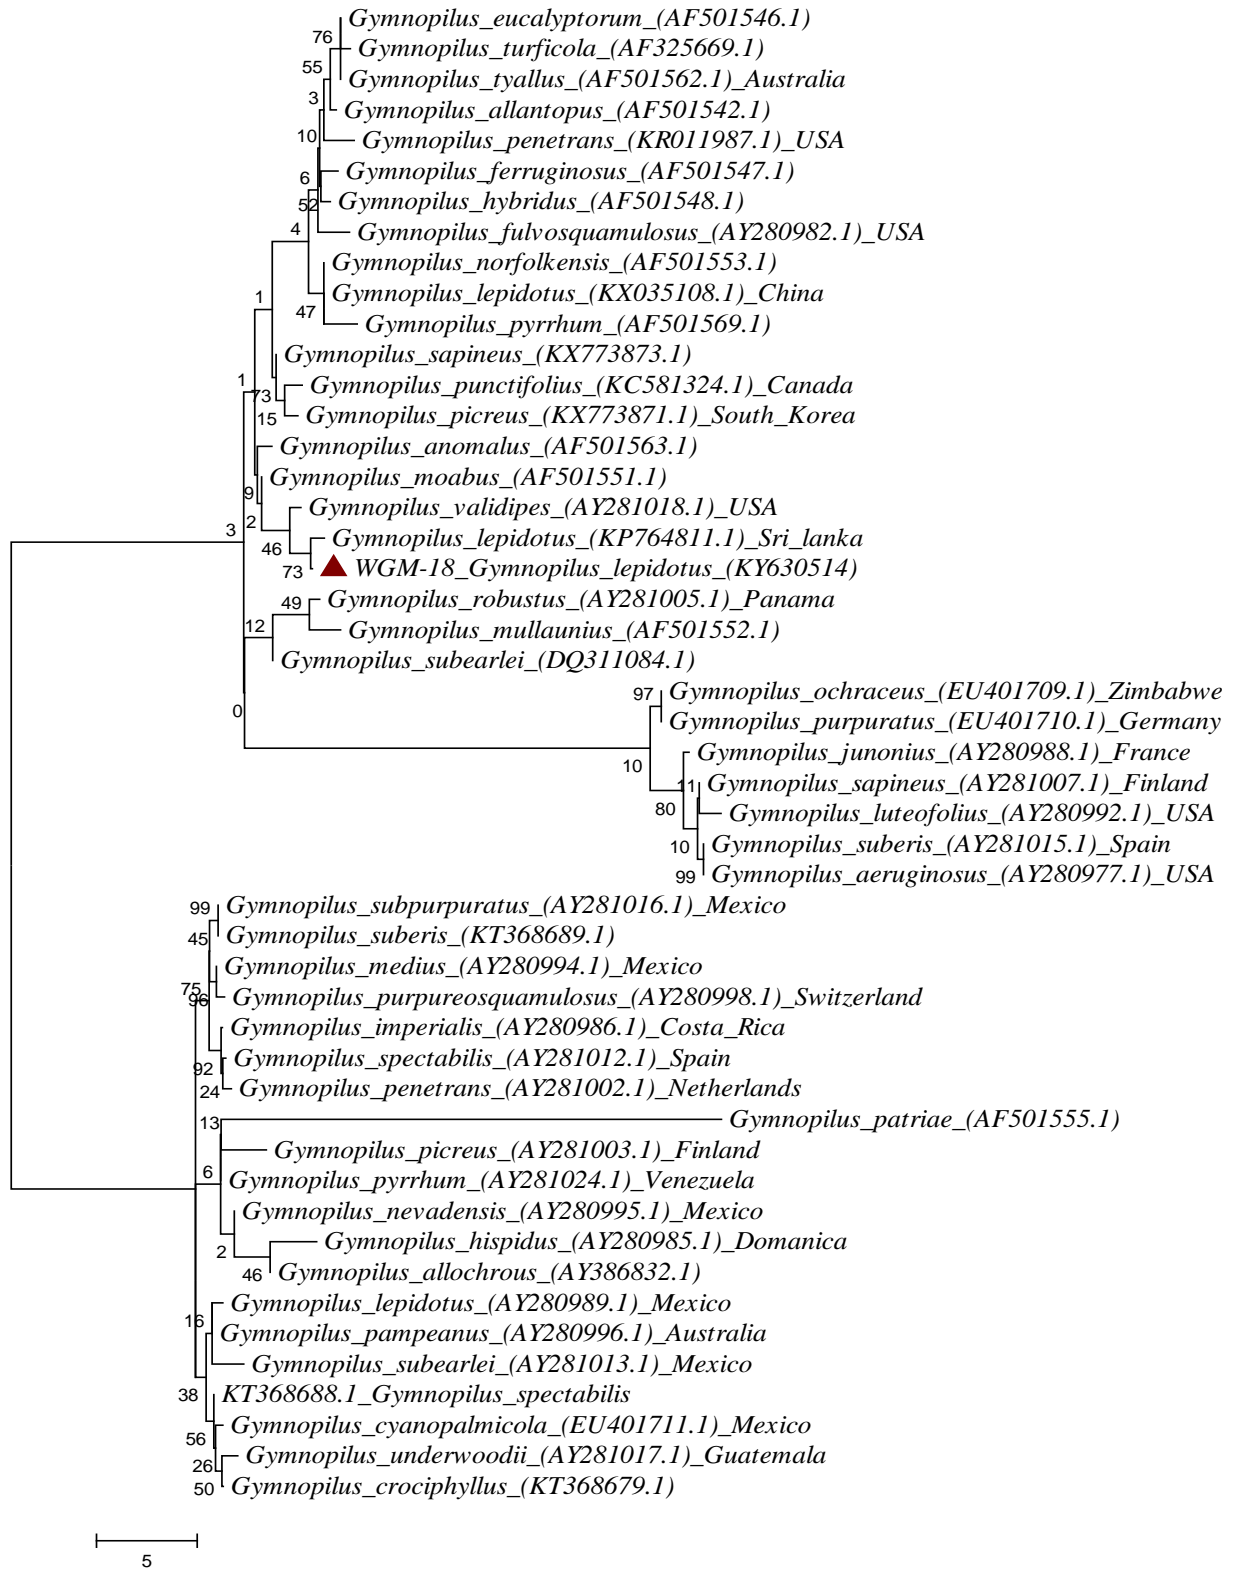 Gymnopilus_eucalyptorum_(AF501546.1)
76
Gymnopilus_turficola_(AF325669.1)
55
Gymnopilus_tyallus_(AF501562.1)_Australia
3
Gymnopilus_allantopus_(AF501542.1)
10
Gymnopilus_penetrans_(KR011987.1)_USA
Gymnopilus_ferruginosus_(AF501547.1)
6
52
Gymnopilus_hybridus_(AF501548.1)
4
Gymnopilus_fulvosquamulosus_(AY280982.1)_USA
Gymnopilus_norfolkensis_(AF501553.1)
1
Gymnopilus_lepidotus_(KX035108.1)_China
47
Gymnopilus_pyrrhum_(AF501569.1)
Gymnopilus_sapineus_(KX773873.1)
1
73
Gymnopilus_punctifolius_(KC581324.1)_Canada
15
Gymnopilus_picreus_(KX773871.1)_South_Korea
Gymnopilus_anomalus_(AF501563.1)
Gymnopilus_moabus_(AF501551.1)
9
Gymnopilus_validipes_(AY281018.1)_USA
3
2
Gymnopilus_lepidotus_(KP764811.1)_Sri_lanka
46
73
WGM-18_Gymnopilus_lepidotus_(KY630514)
49
Gymnopilus_robustus_(AY281005.1)_Panama
12
Gymnopilus_mullaunius_(AF501552.1)
Gymnopilus_subearlei_(DQ311084.1)
0
97
Gymnopilus_ochraceus_(EU401709.1)_Zimbabwe
Gymnopilus_purpuratus_(EU401710.1)_Germany
10
Gymnopilus_junonius_(AY280988.1)_France
11
Gymnopilus_sapineus_(AY281007.1)_Finland
80
Gymnopilus_luteofolius_(AY280992.1)_USA
10
Gymnopilus_suberis_(AY281015.1)_Spain
99
Gymnopilus_aeruginosus_(AY280977.1)_USA
99
Gymnopilus_subpurpuratus_(AY281016.1)_Mexico
45
Gymnopilus_suberis_(KT368689.1)
Gymnopilus_medius_(AY280994.1)_Mexico
75
96
Gymnopilus_purpureosquamulosus_(AY280998.1)_Switzerland
Gymnopilus_imperialis_(AY280986.1)_Costa_Rica
92
Gymnopilus_spectabilis_(AY281012.1)_Spain
24
Gymnopilus_penetrans_(AY281002.1)_Netherlands
13
Gymnopilus_patriae_(AF501555.1)
Gymnopilus_picreus_(AY281003.1)_Finland
6
Gymnopilus_pyrrhum_(AY281024.1)_Venezuela
Gymnopilus_nevadensis_(AY280995.1)_Mexico
2
Gymnopilus_hispidus_(AY280985.1)_Domanica
46
Gymnopilus_allochrous_(AY386832.1)
Gymnopilus_lepidotus_(AY280989.1)_Mexico
16
Gymnopilus_pampeanus_(AY280996.1)_Australia
Gymnopilus_subearlei_(AY281013.1)_Mexico
38
KT368688.1_Gymnopilus_spectabilis
Gymnopilus_cyanopalmicola_(EU401711.1)_Mexico
56
Gymnopilus_underwoodii_(AY281017.1)_Guatemala
26
50
Gymnopilus_crociphyllus_(KT368679.1)
5